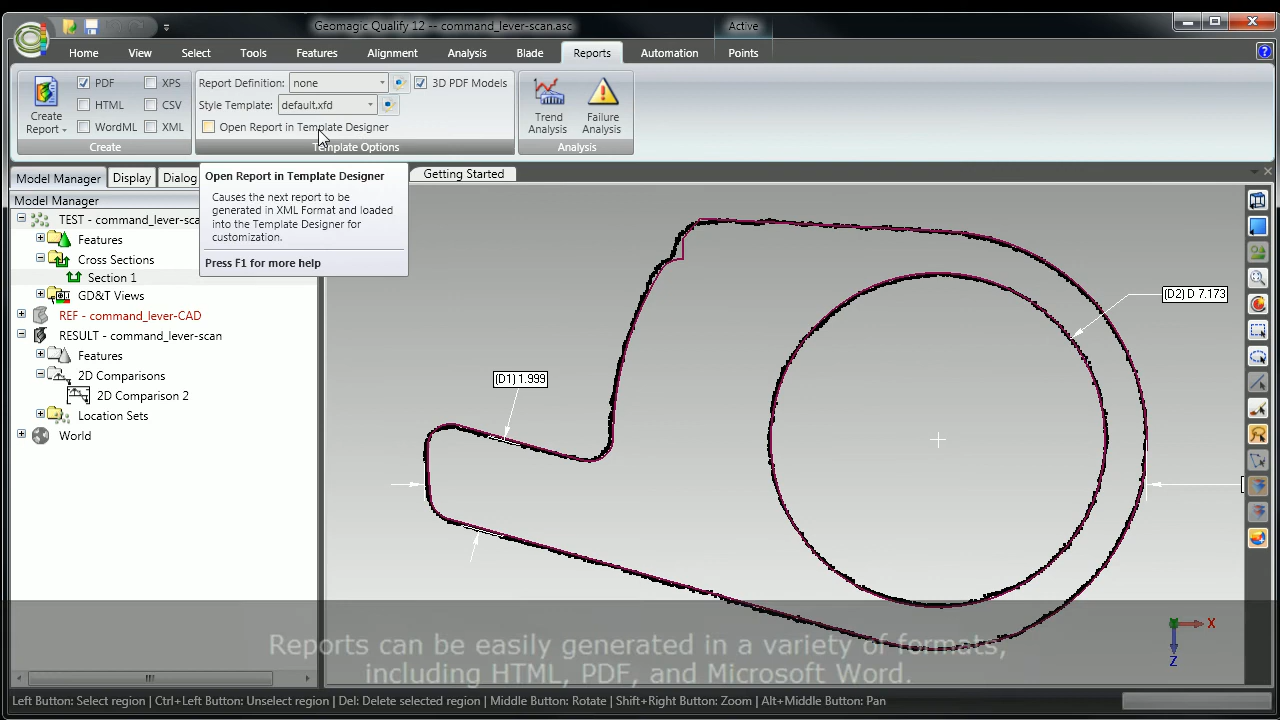 Geomagic Qualify 12 -- command_lever-scan.asc
Active
Home View Select Tools Features Alignment Analysis Blade Reports Automation Points
Create
Report
PDF
HTML
WordML
XPS
CSV
XML
Create
Report Definition: none
3D PDF Models
Style Template: default.xfd
Open Report in Template Designer
Template Options
Trend
Analysis
Failure
Analysis
Analysis
Model Manager Display Dialog
Getting Started
Model Manager
TEST - command_lever-sca
Features
Cross Sections
Section 1
GD&T Views
REF - command_lever-CAD
RESULT - command_lever-scan
Features
2D Comparisons
2D Comparison 2
Location Sets
World
Open Report in Template Designer
Causes the next report to be
generated in XML Format and loaded
into the Template Designer for
customization.
Press F1 for more help
(D2) D 7.173
(D1) 1.999
X
Z
Reports can be easily generated in a variety of formats,
including HTML, PDF, and Microsoft Word.
Left Button: Select region | Ctrl+Left Button: Unselect region | Del: Delete selected region | Middle Button: Rotate | Shift+Right Button: Zoom | Alt+Middle Button: Pan